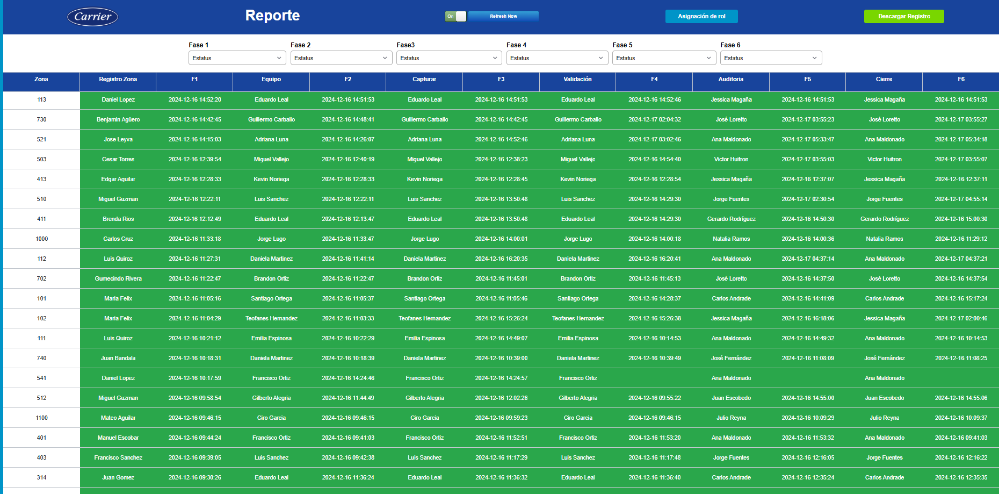 Carrier Reporte On Refresh Now Asignación de rol Descargar Registro
Fase 1 Fase 2 Fase3 Fase 4 Fase 5 Fase 6
Estatus Estatus Estatus Estatus Estatus Estatus
Zona Registro Zona F1 Equipo F2 Capturar F3 Validación F4 Auditoria F5 Cierre F6
113 Daniel Lopez 2024-12-16 14:52:20 Eduardo Leal 2024-12-16 14:51:53 Eduardo Leal 2024-12-16 14:51:53 Eduardo Leal 2024-12-16 14:52:46 Jessica Magaña 2024-12-16 14:51:53 Jessica Magaña 2024-12-16 14:51:53
730 Benjamin Agüero 2024-12-16 14:42:45 Guillermo Carballo 2024-12-16 14:48:41 Guillermo Carballo 2024-12-16 14:42:45 Guillermo Carballo 2024-12-17 02:04:32 José Loretto 2024-12-17 03:55:23 José Loretto 2024-12-17 03:55:27
521 Jose Leyva 2024-12-16 14:15:03 Adriana Luna 2024-12-16 14:26:07 Adriana Luna 2024-12-16 14:52:46 Adriana Luna 2024-12-17 03:02:46 Ana Maldonado 2024-12-17 05:33:47 Ana Maldonado 2024-12-17 05:34:18
503 Cesar Torres 2024-12-16 12:39:54 Miguel Vallejo 2024-12-16 12:40:19 Miguel Vallejo 2024-12-16 12:38:23 Miguel Vallejo 2024-12-16 14:54:40 Victor Huitron 2024-12-17 03:55:03 Victor Huitron 2024-12-17 03:55:07
413 Edgar Aguilar 2024-12-16 12:28:33 Kevin Noriega 2024-12-16 12:28:33 Kevin Noriega 2024-12-16 12:28:45 Kevin Noriega 2024-12-16 12:28:54 Jessica Magaña 2024-12-16 12:37:07 Jessica Magaña 2024-12-16 12:37:11
510 Miguel Guzman 2024-12-16 12:22:11 Luis Sanchez 2024-12-16 12:22:11 Luis Sanchez 2024-12-16 13:50:48 Luis Sanchez 2024-12-16 14:29:30 Jorge Fuentes 2024-12-17 02:30:54 Jorge Fuentes 2024-12-17 04:55:14
411 Brenda Rios 2024-12-16 12:12:49 Eduardo Leal 2024-12-16 12:13:47 Eduardo Leal 2024-12-16 13:50:48 Eduardo Leal 2024-12-16 14:29:30 Gerardo Rodríguez 2024-12-16 14:50:30 Gerardo Rodríguez 2024-12-16 15:00:30
1000 Carlos Cruz 2024-12-16 11:33:18 Jorge Lugo 2024-12-16 11:33:47 Jorge Lugo 2024-12-16 14:00:01 Jorge Lugo 2024-12-16 14:00:18 Natalia Ramos 2024-12-16 14:00:36 Natalia Ramos 2024-12-16 11:29:12
112 Luis Quiroz 2024-12-16 11:27:31 Daniela Martinez 2024-12-16 11:41:14 Daniela Martinez 2024-12-16 16:20:35 Daniela Martinez 2024-12-16 16:20:41 Ana Maldonado 2024-12-17 04:37:14 Ana Maldonado 2024-12-17 04:37:21
702 Gumecindo Rivera 2024-12-16 11:22:47 Brandon Ortiz 2024-12-16 11:22:47 Brandon Ortiz 2024-12-16 11:45:01 Brandon Ortiz 2024-12-16 11:45:13 José Loretto 2024-12-16 14:37:50 José Loretto 2024-12-16 14:37:54
101 Maria Felix 2024-12-16 11:05:16 Santiago Ortega 2024-12-16 11:05:37 Santiago Ortega 2024-12-16 11:05:46 Santiago Ortega 2024-12-16 14:28:37 Carlos Andrade 2024-12-16 14:41:09 Carlos Andrade 2024-12-16 15:17:24
102 Maria Felix 2024-12-16 11:04:29 Teofanes Hernandez 2024-12-16 11:03:33 Teofanes Hernandez 2024-12-16 15:26:24 Teofanes Hernandez 2024-12-16 15:26:38 Jessica Magaña 2024-12-16 16:18:06 Jessica Magaña 2024-12-17 02:00:46
111 Luis Quiroz 2024-12-16 10:21:12 Emilia Espinosa 2024-12-16 10:22:29 Emilia Espinosa 2024-12-16 14:49:07 Emilia Espinosa 2024-12-16 10:14:53 Ana Maldonado 2024-12-16 14:49:32 Ana Maldonado 2024-12-16 10:14:53
740 Juan Bandala 2024-12-16 10:18:31 Daniela Martinez 2024-12-16 10:18:39 Daniela Martinez 2024-12-16 10:39:00 Daniela Martinez 2024-12-16 10:39:49 José Fernández 2024-12-16 11:08:09 José Fernández 2024-12-16 11:08:25
541 Daniel Lopez 2024-12-16 10:17:59 Francisco Ortiz 2024-12-16 14:24:46 Francisco Ortiz 2024-12-16 14:24:57 Francisco Ortiz Ana Maldonado Ana Maldonado
512 Miguel Guzman 2024-12-16 09:58:54 Gilberto Alegria 2024-12-16 11:44:49 Gilberto Alegria 2024-12-16 12:02:26 Gilberto Alegria 2024-12-16 09:55:22 Juan Escobedo 2024-12-16 14:55:00 Juan Escobedo 2024-12-16 14:55:06
1100 Mateo Aguilar 2024-12-16 09:46:15 Ciro Garcia 2024-12-16 09:46:15 Ciro Garcia 2024-12-16 09:59:23 Ciro Garcia 2024-12-16 09:46:15 Julio Reyna 2024-12-16 10:09:29 Julio Reyna 2024-12-16 10:09:37
401 Manuel Escobar 2024-12-16 09:44:24 Francisco Ortiz 2024-12-16 09:41:03 Francisco Ortiz 2024-12-16 11:52:51 Francisco Ortiz 2024-12-16 11:53:20 Ana Maldonado 2024-12-16 11:53:32 Ana Maldonado 2024-12-16 09:41:03
403 Francisco Sanchez 2024-12-16 09:39:05 Luis Sanchez 2024-12-16 09:42:38 Luis Sanchez 2024-12-16 11:17:29 Luis Sanchez 2024-12-16 11:17:48 Jorge Fuentes 2024-12-16 12:16:05 Jorge Fuentes 2024-12-16 12:16:22
314 Juan Gomez 2024-12-16 09:30:26 Eduardo Leal 2024-12-16 11:36:24 Eduardo Leal 2024-12-16 11:36:32 Eduardo Leal 2024-12-16 11:36:40 Carlos Andrade 2024-12-16 12:35:24 Carlos Andrade 2024-12-16 12:35:35